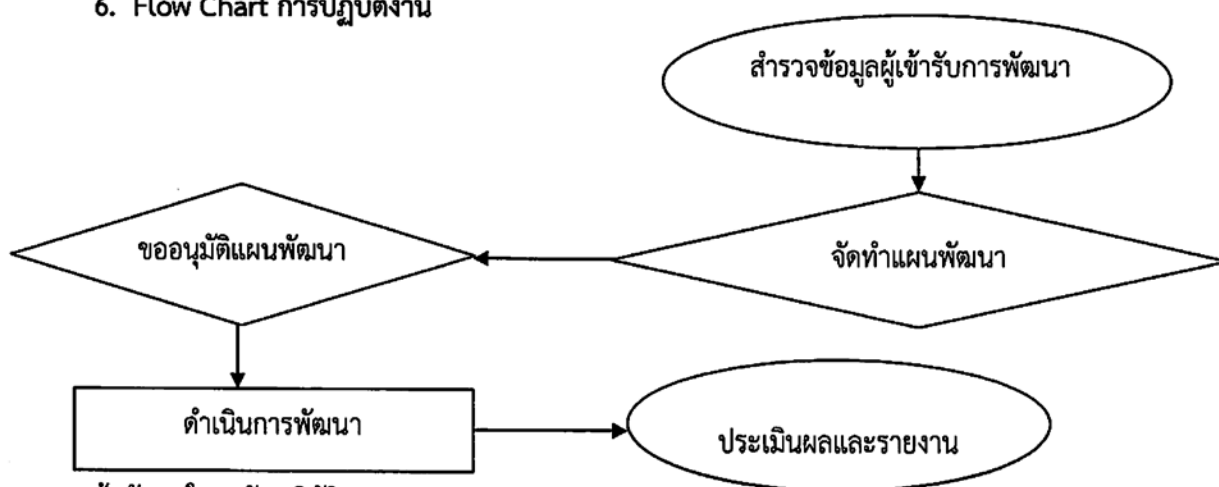 6. Flow Chart การปฏิบัติงาน
สำรวจข้อมูลผู้เข้ารับการพัฒนา
จัดทำแผนพัฒนา
ขออนุมัติแผนพัฒนา
ดำเนินการพัฒนา
ประเมินผลและรายงาน